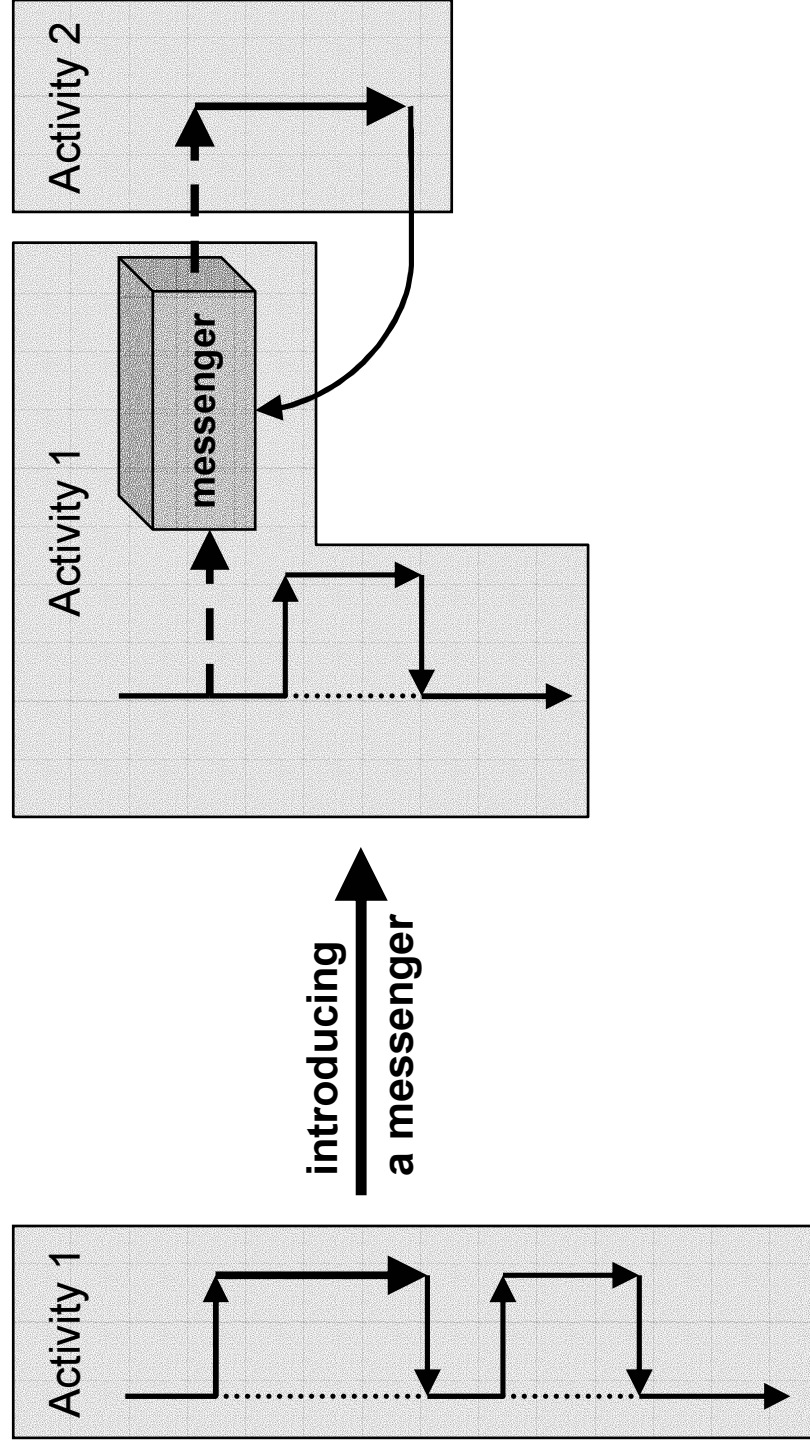 Activity 1
introducing
a messenger
Activity 1
messenger
Activity 2